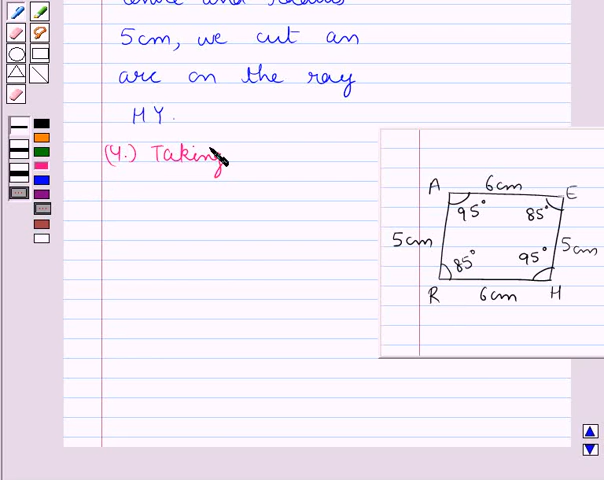 5cm, we cut an
arc on the ray
HY.
(4.) Taking
A 6cm E
95° 85°
5cm 5cm
85° 95°
R 6cm H